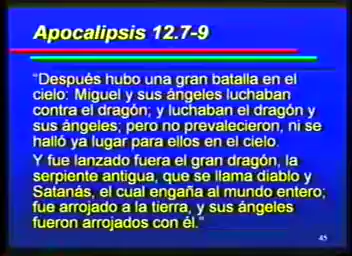 Apocalipsis 12.7-9
"Después hubo una gran batalla en el
cielo: Miguel y sus ángeles luchaban
contra el dragón; y luchaban el dragón y
sus ángeles; pero no prevalecieron, ni se
halló ya lugar para ellos en el cielo.
Y fue lanzado fuera el gran dragón, la
serpiente antigua, que se llama diablo y
Satanás, el cual engaña al mundo entero;
fue arrojado a la tierra, y sus ángeles
fueron arrojados con él."
45